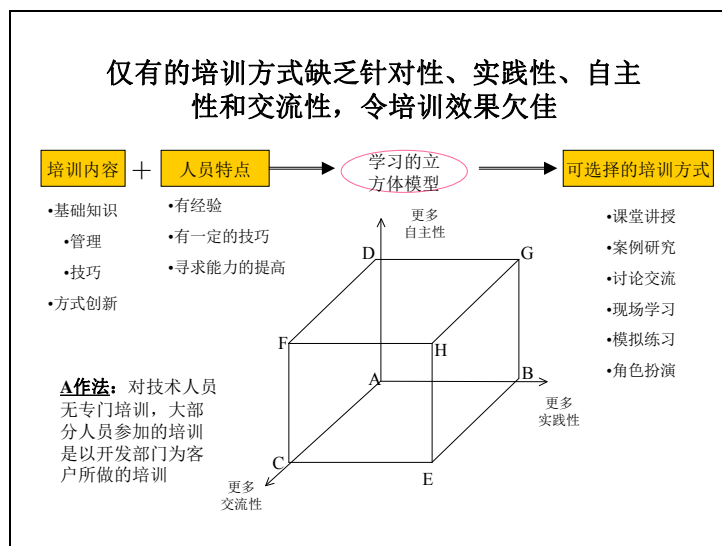 仅有的培训方式缺乏针对性、实践性、自主
性和交流性，令培训效果欠佳
培训内容
＋
人员特点
学习的立
方体模型
可选择的培训方式
•基础知识
•管理
•技巧
•方式创新
•有经验
•有一定的技巧
•寻求能力的提高
更多
自主性
•课堂讲授
•案例研究
•讨论交流
•现场学习
•模拟练习
•角色扮演
D
G
F
H
A
B
C
E
更多
实践性
更多
交流性
A作法：对技术人员
无专门培训，大部
分人员参加的培训
是以开发部门为客
户所做的培训